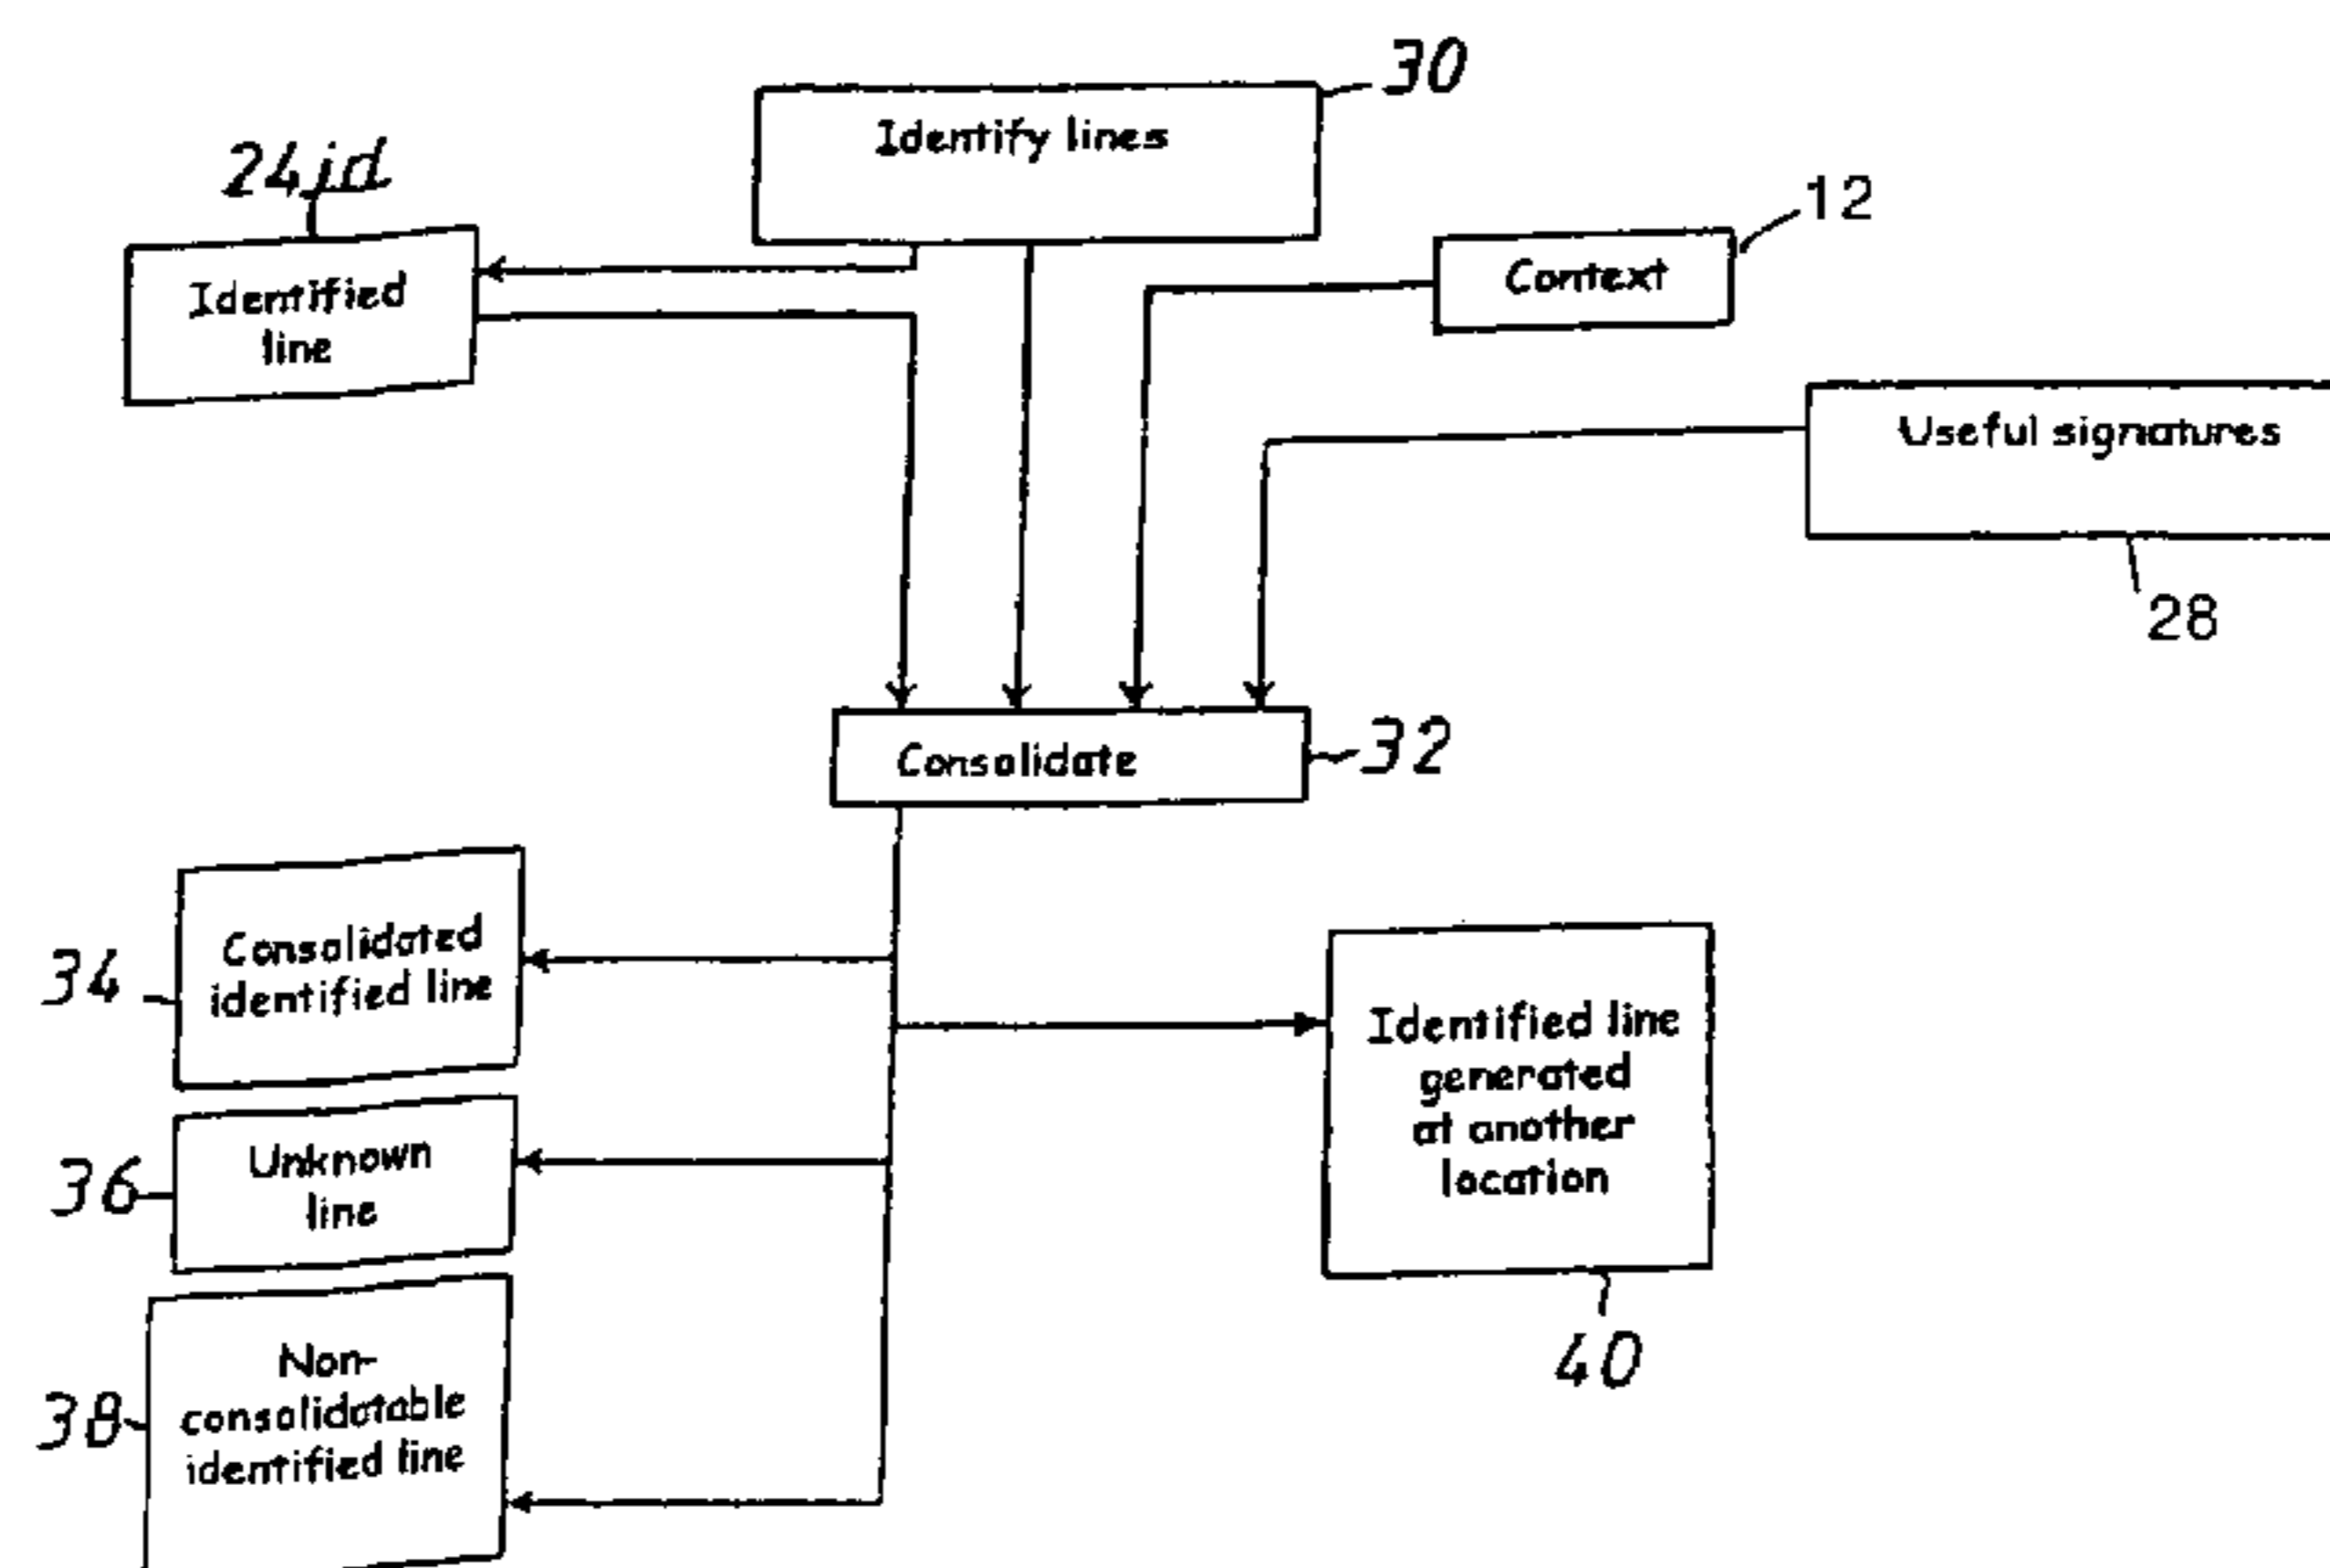 30
Identify lines
24id
12
Context
Identified
line
Useful signatures
28
Consolidate
32
34
Consolidated
identified line
Identified line
generated
at another
location
36
Unknown
line
40
38
Non-
consolidatable
identified line